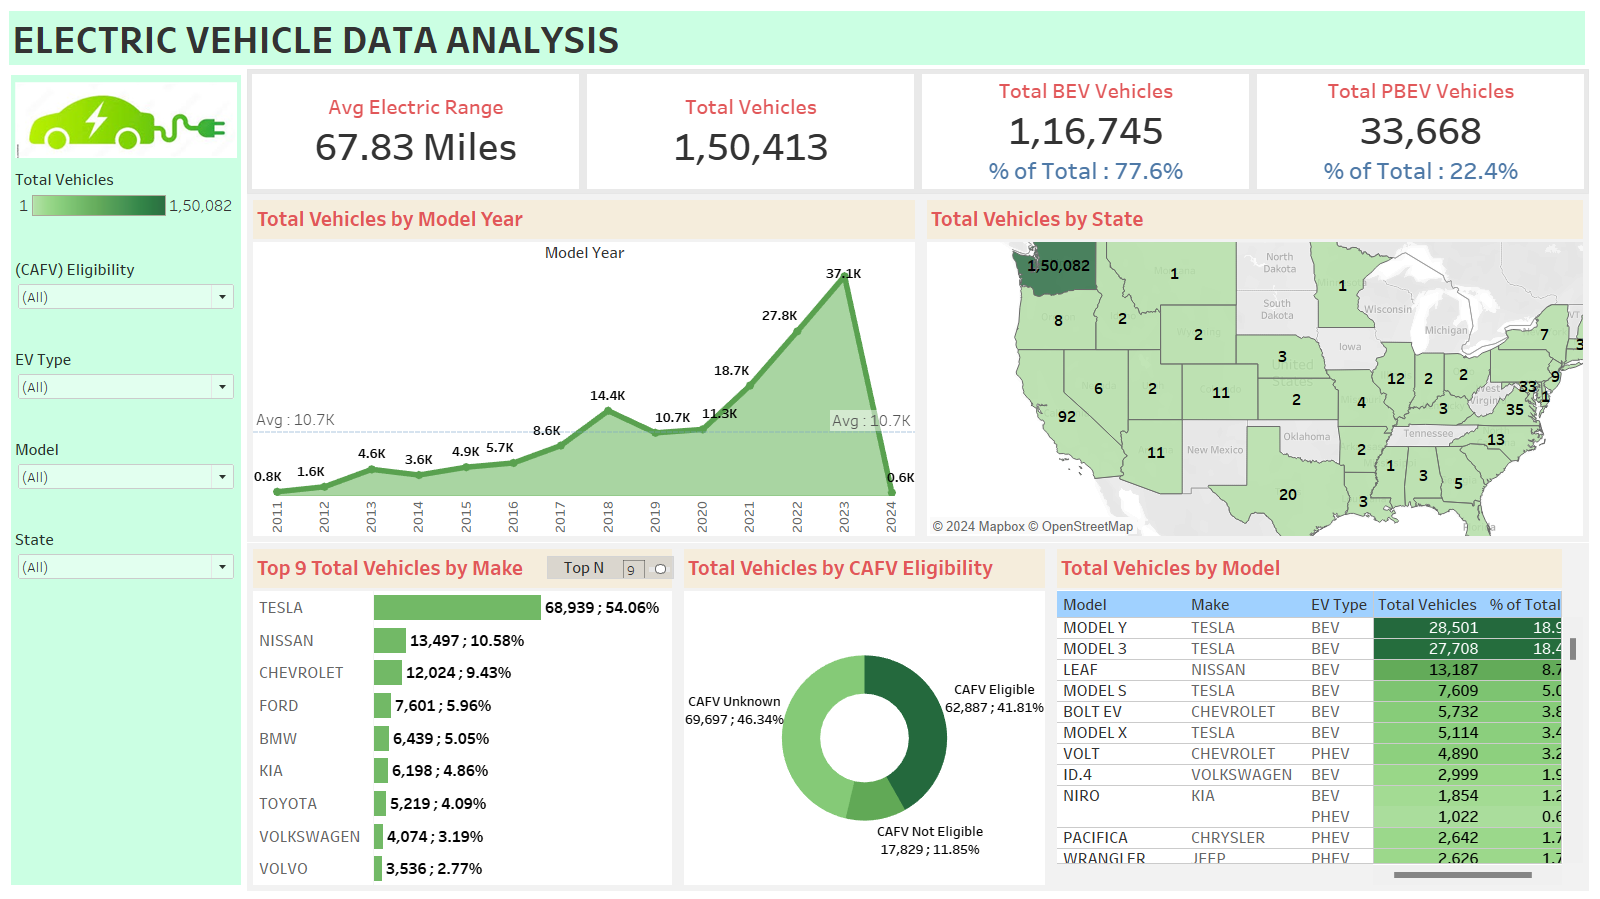 ELECTRIC VEHICLE DATA ANALYSIS
Total Vehicles
1 1,50,082
(CAFV) Eligibility
(All)
EV Type
(All)
Model
(All)
State
(All)
Avg Electric Range
67.83 Miles
Total Vehicles
1,50,413
Total BEV Vehicles
1,16,745
% of Total : 77.6%
Total PBEV Vehicles
33,668
% of Total : 22.4%
Total Vehicles by Model Year
Model Year
37.1K
27.8K
18.7K
14.4K
10.7K 11.3K
8.6K
Avg : 10.7K Avg : 10.7K
4.6K 3.6K 4.9K 5.7K
0.8K 1.6K 0.6K
2011 2012 2013 2014 2015 2016 2017 2018 2019 2020 2021 2022 2023 2024
Total Vehicles by State
1,50,082 1 North Dakota 1
8 2 South Dakota Wisconsin
2 Michigan 7
3 Iowa 3
United States
6 2 11 2 12 2 2 33 9
92 4 3 West Virginia 35 1
11 New Mexico Oklahoma 2 Tennessee 13
20 3 1 3 5
Florida
© 2024 Mapbox © OpenStreetMap
Top 9 Total Vehicles by Make Top N 9
TESLA 68,939 ; 54.06%
NISSAN 13,497 ; 10.58%
CHEVROLET 12,024 ; 9.43%
FORD 7,601 ; 5.96%
BMW 6,439 ; 5.05%
KIA 6,198 ; 4.86%
TOYOTA 5,219 ; 4.09%
VOLKSWAGEN 4,074 ; 3.19%
VOLVO 3,536 ; 2.77%
Total Vehicles by CAFV Eligibility
CAFV Unknown
69,697 ; 46.34%
CAFV Eligible
62,887 ; 41.81%
CAFV Not Eligible
17,829 ; 11.85%
Total Vehicles by Model
Model Make EV Type Total Vehicles % of Total
MODEL Y TESLA BEV 28,501 18.9
MODEL 3 TESLA BEV 27,708 18.4
LEAF NISSAN BEV 13,187 8.7
MODEL S TESLA BEV 7,609 5.0
BOLT EV CHEVROLET BEV 5,732 3.8
MODEL X TESLA BEV 5,114 3.4
VOLT CHEVROLET PHEV 4,890 3.2
ID.4 VOLKSWAGEN BEV 2,999 1.9
NIRO KIA BEV 1,854 1.2
PHEV 1,022 0.6
PACIFICA CHRYSLER PHEV 2,642 1.7
WRANGLER JEEP PHEV 2,626 1.7